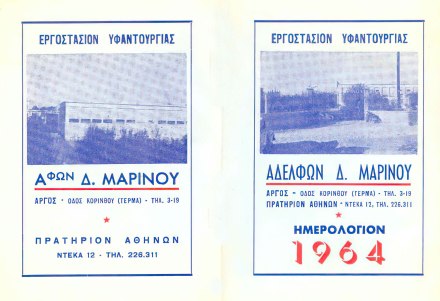 ΕΡΓΟΣΤΑΣΙΟΝ ΥΦΑΝΤΟΥΡΓΙΑΣ
ΑΦΩΝ Δ. ΜΑΡΙΝΟΥ
ΑΡΓΟΣ - ΟΔΟΣ ΚΟΡΙΝΘΟΥ (ΤΕΡΜΑ) - ΤΗΛ. 3-19
ΠΡΑΤΗΡΙΟΝ ΑΘΗΝΩΝ
ΝΤΕΚΑ 12 - ΤΗΛ. 226.311
ΕΡΓΟΣΤΑΣΙΟΝ ΥΦΑΝΤΟΥΡΓΙΑΣ
ΑΔΕΛΦΩΝ Δ. ΜΑΡΙΝΟΥ
ΑΡΓΟΣ - ΟΔΟΣ ΚΟΡΙΝΘΟΥ (ΤΕΡΜΑ) - ΤΗΛ. 3-19
ΠΡΑΤΗΡΙΟΝ ΑΘΗΝΩΝ - ΝΤΕΚΑ 12, ΤΗΛ. 226.311
ΗΜΕΡΟΛΟΓΙΟΝ
1964